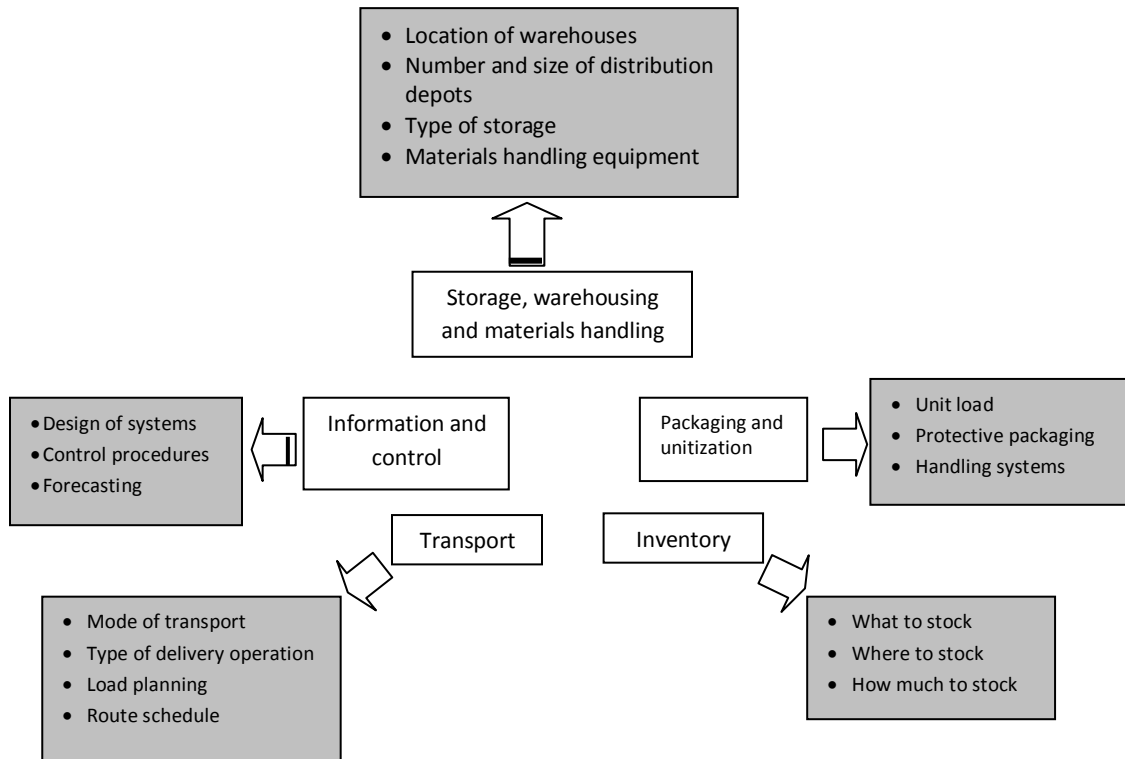 • Location of warehouses
• Number and size of distribution
depots
• Type of storage
• Materials handling equipment
Storage, warehousing
and materials handling
• Design of systems
• Control procedures
• Forecasting
Information and
control
Packaging and
unitization
• Unit load
• Protective packaging
• Handling systems
Transport
Inventory
• Mode of transport
• Type of delivery operation
• Load planning
• Route schedule
• What to stock
• Where to stock
• How much to stock